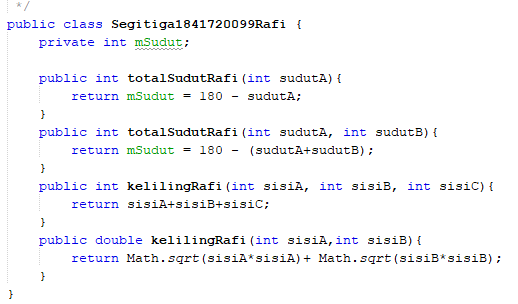 */
public class Segitiga1841720099Rafi {
    private int mSudut;

    public int totalSudutRafi(int sudutA){
        return mSudut = 180 - sudutA;
    }
    public int totalSudutRafi(int sudutA, int sudutB){
        return mSudut = 180 - (sudutA+sudutB);
    }
    public int kelilingRafi(int sisiA, int sisiB, int sisiC){
        return sisiA+sisiB+sisiC;
    }
    public double kelilingRafi(int sisiA,int sisiB){
        return Math.sqrt(sisiA*sisiA)+ Math.sqrt(sisiB*sisiB);
    }
}